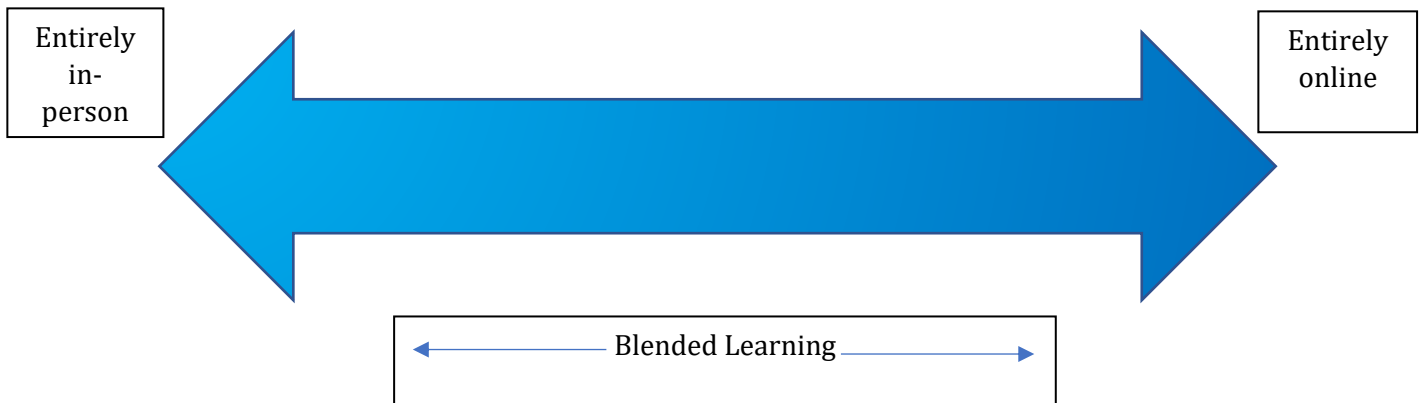 Entirely
in-
person
Entirely
online
Blended Learning